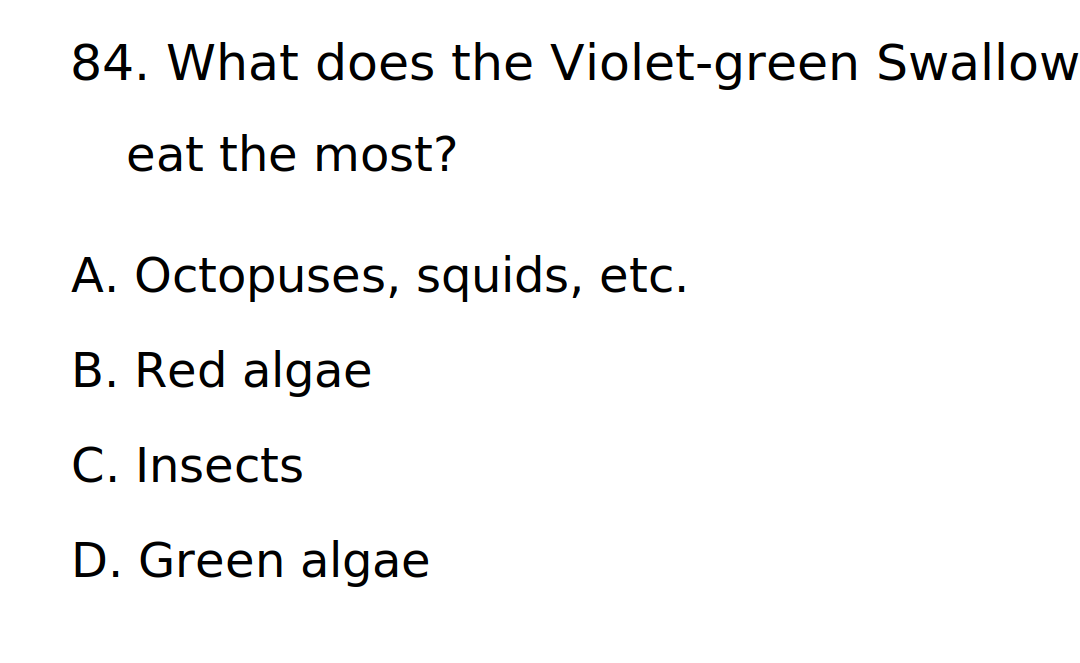 84. What does the Violet-green Swallow
eat the most?
A. Octopuses, squids, etc.
B. Red algae
C. Insects
D. Green algae